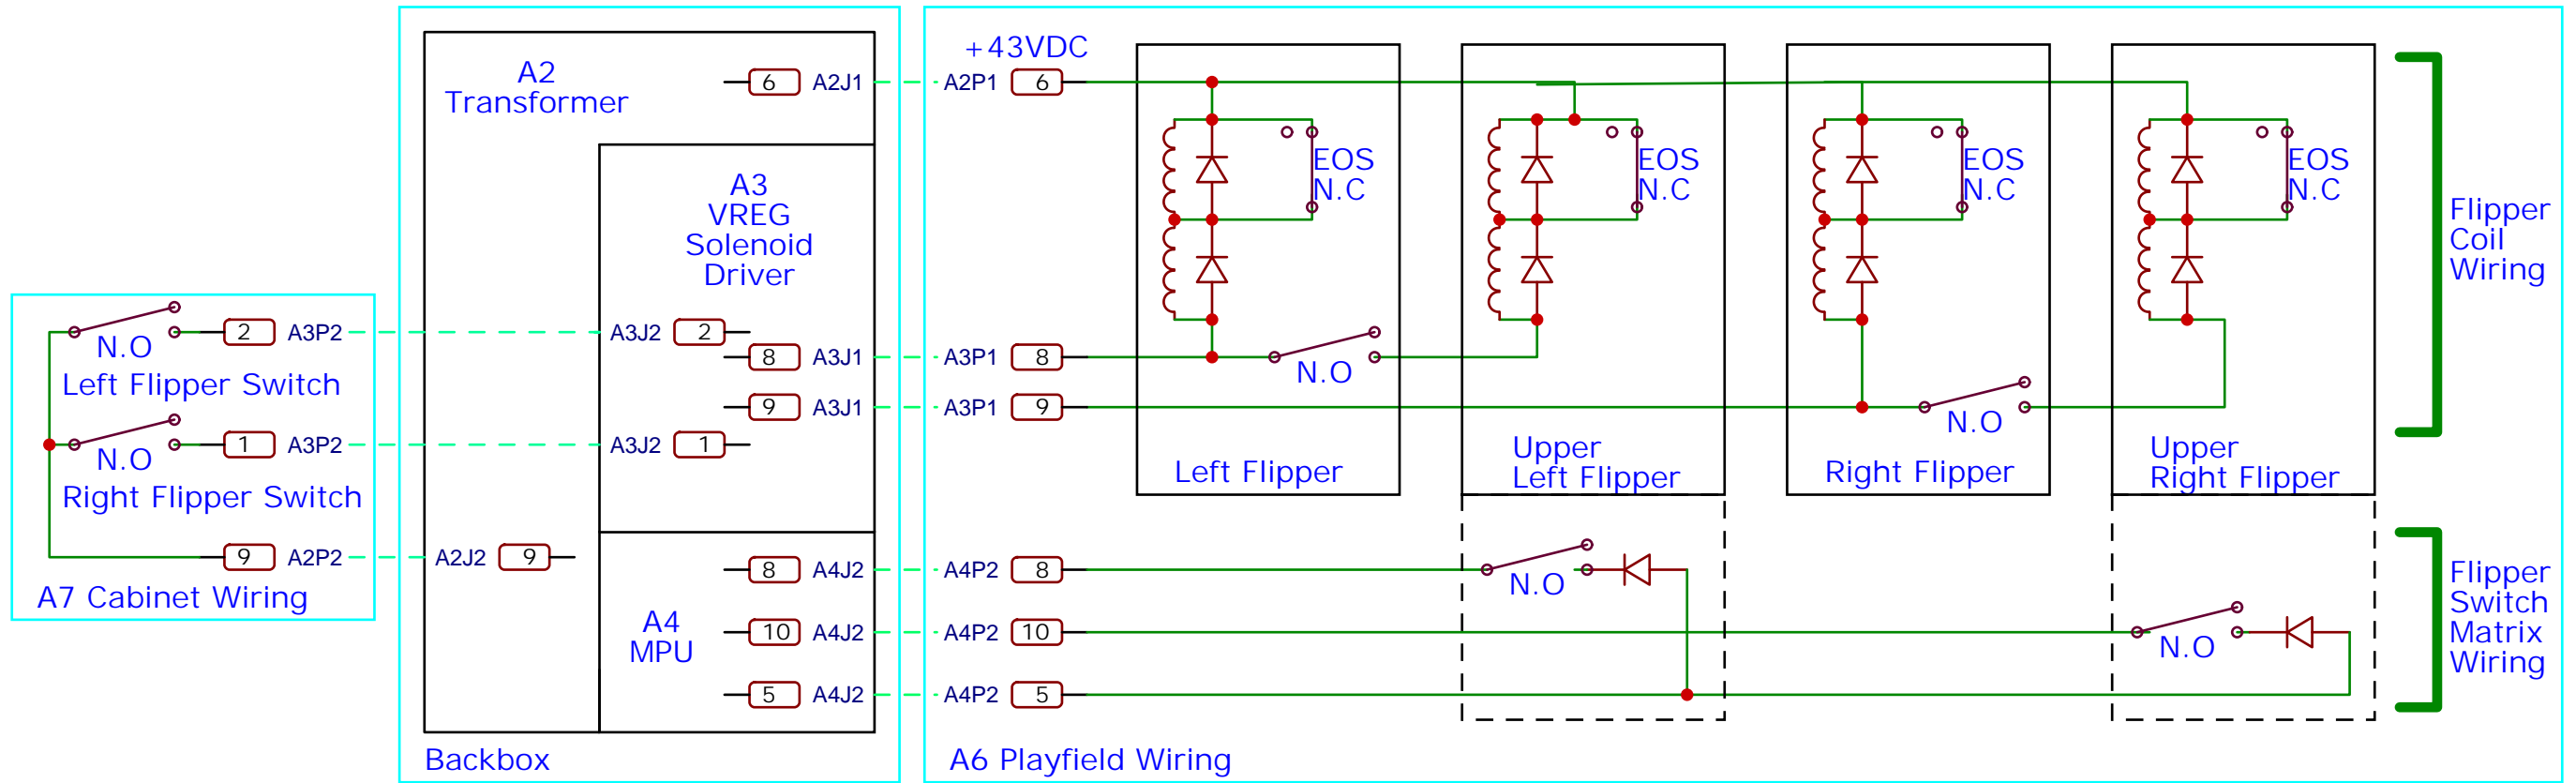 N.O
2 A3P2
Left Flipper Switch
N.O
1 A3P2
Right Flipper Switch
9 A2P2
A7 Cabinet Wiring
A2
Transformer
6 A2J1
A3
VREG
Solenoid
Driver
A3J2 2
8 A3J1
9 A3J1
A3J2 1
A2J2 9
A4
MPU
8 A4J2
10 A4J2
5 A4J2
Backbox
+43VDC
A2P1 6
A3P1 8
A3P1 9
A4P2 8
A4P2 10
A4P2 5
EOS
N.C
N.O
Left Flipper
EOS
N.C
Upper
Left Flipper
N.O
EOS
N.C
N.O
Right Flipper
EOS
N.C
Upper
Right Flipper
N.O
Flipper
Coil
Wiring
Flipper
Switch
Matrix
Wiring
A6 Playfield Wiring